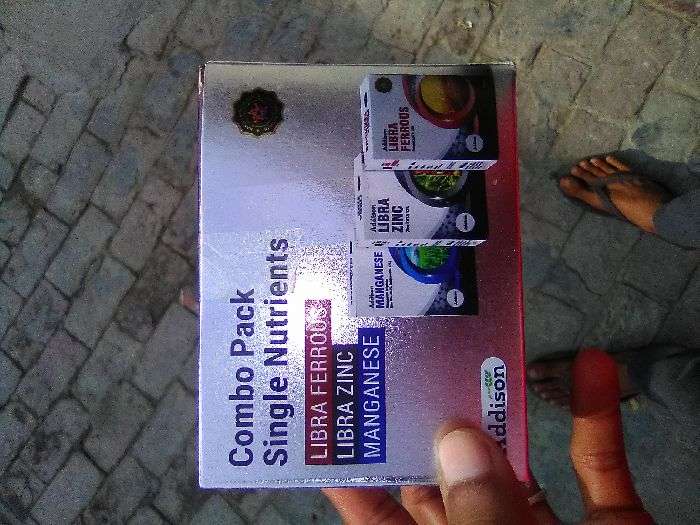 Combo Pack
Single Nutrients
LIBRA FERROUS
LIBRA ZINC
MANGANESE
Addison
LIBRA
FERROUS
Addison
LIBRA
ZINC
Addison
MANGANESE
Addison